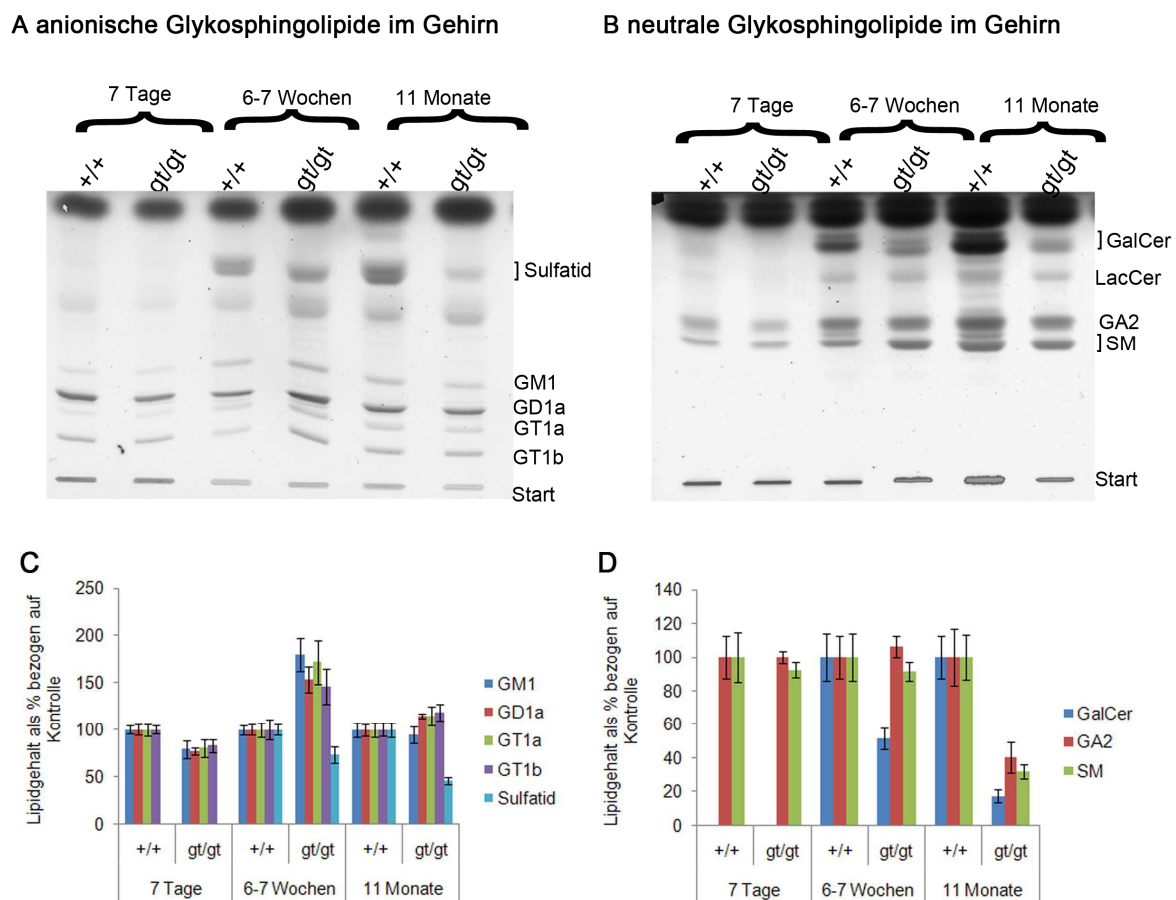 A anionische Glykosphingolipide im Gehirn
7 Tage
6-7 Wochen
11 Monate
+/+
gt/gt
+/+
gt/gt
+/+
gt/gt
] Sulfatid
GM1
GD1a
GT1a
GT1b
Start
B neutrale Glykosphingolipide im Gehirn
7 Tage
6-7 Wochen
11 Monate
+/+
gt/gt
+/+
gt/gt
+/+
gt/gt
] GalCer
LacCer
GA2
] SM
Start
C
Lipidgehalt als % bezogen auf
Kontrolle
250
200
150
100
50
0
+/+ gt/gt +/+ gt/gt +/+ gt/gt
7 Tage 6-7 Wochen 11 Monate
GM1
GD1a
GT1a
GT1b
Sulfatid
D
Lipidgehalt als % bezogen auf
Kontrolle
140
120
100
80
60
40
20
0
+/+ gt/gt +/+ gt/gt +/+ gt/gt
7 Tage 6-7 Wochen 11 Monate
GalCer
GA2
SM